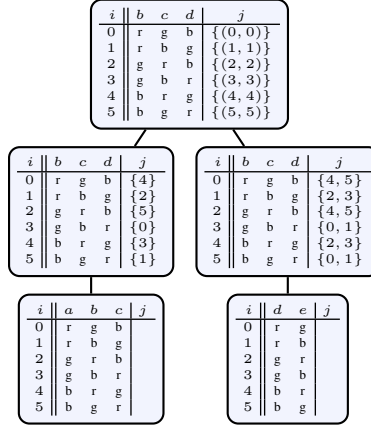 i b c d j
0 r g b {(0, 0)}
1 r b g {(1, 1)}
2 g r b {(2, 2)}
3 g b r {(3, 3)}
4 b r g {(4, 4)}
5 b g r {(5, 5)}
i b c d j
0 r g b {4}
1 r b g {2}
2 g r b {5}
3 g b r {0}
4 b r g {3}
5 b g r {1}
i b c d j
0 r g b {4, 5}
1 r b g {2, 3}
2 g r b {4, 5}
3 g b r {0, 1}
4 b r g {2, 3}
5 b g r {0, 1}
i a b c j
0 r g b
1 r b g
2 g r b
3 g b r
4 b r g
5 b g r
i d e j
0 r g
1 r b
2 g r
3 g b
4 b r
5 b g